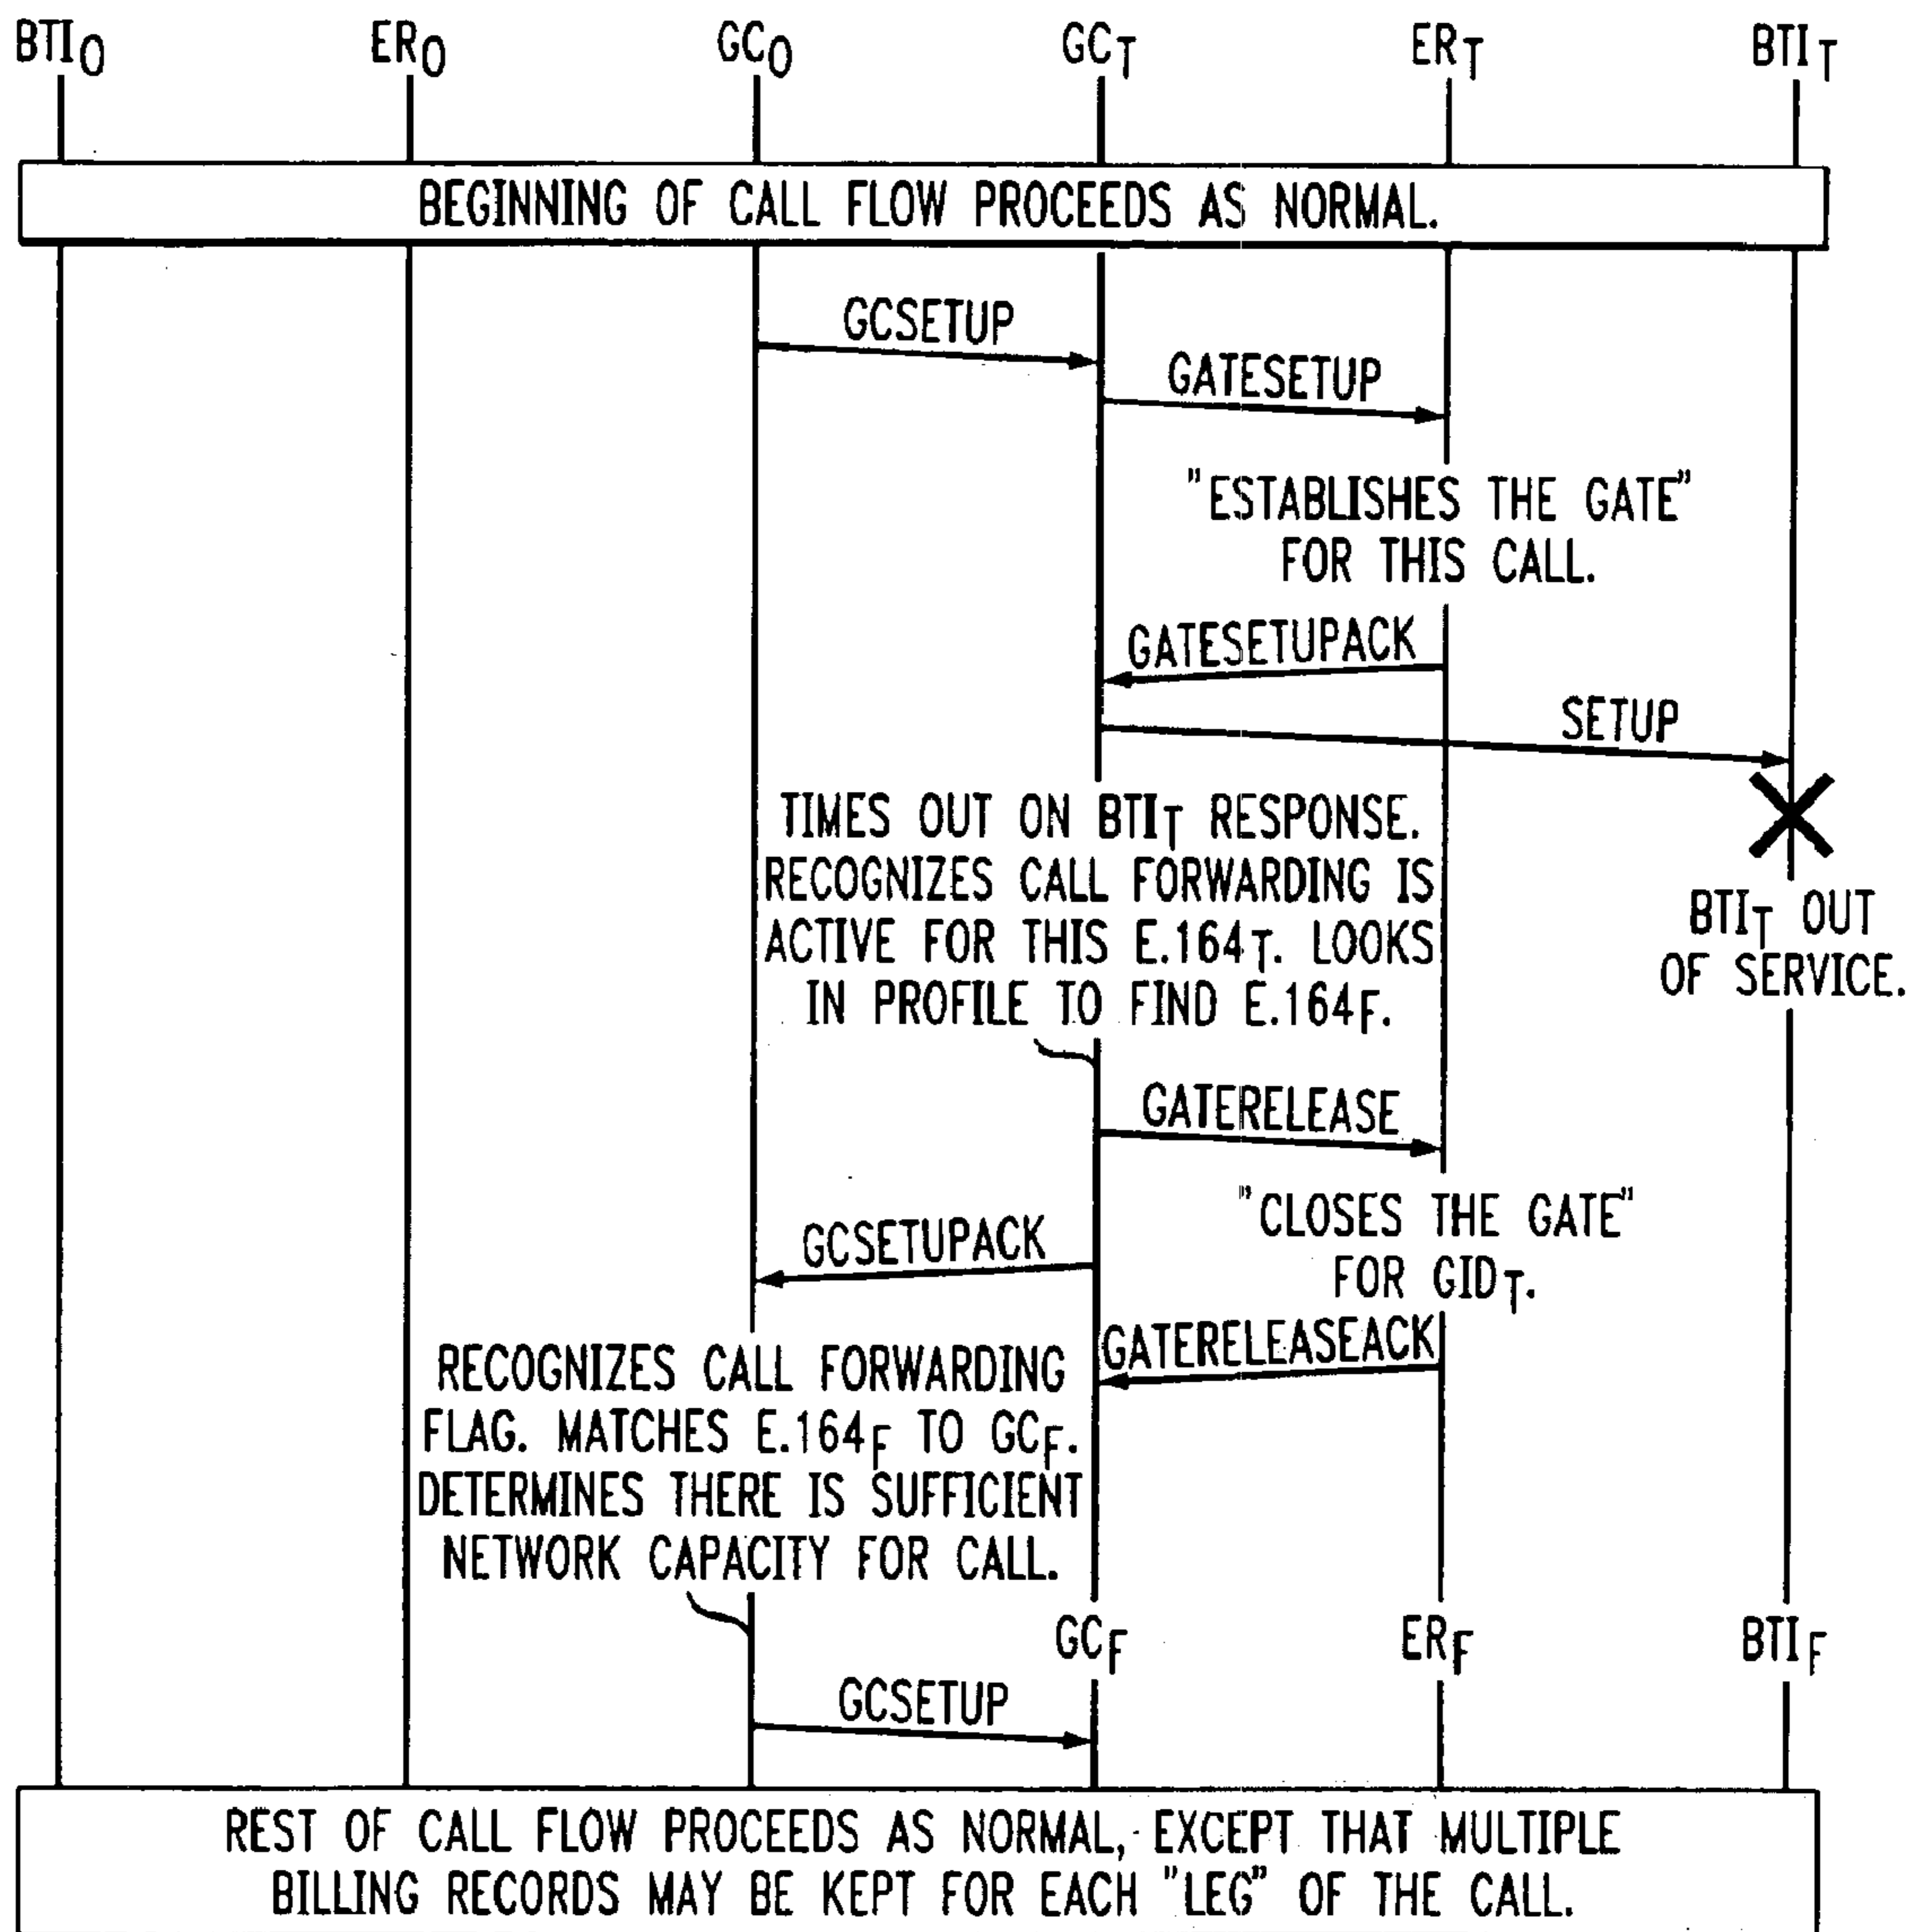 BTIO ERO GCO GCT ERT BTIT
BEGINNING OF CALL FLOW PROCEEDS AS NORMAL.
GCSETUP
GATESETUP
"ESTABLISHES THE GATE"
FOR THIS CALL.
GATESETUPACK
SETUP
TIMES OUT ON BTIT RESPONSE.
RECOGNIZES CALL FORWARDING IS
ACTIVE FOR THIS E.164T. LOOKS
IN PROFILE TO FIND E.164F.
BTIT OUT
OF SERVICE.
GATERELEASE
"CLOSES THE GATE"
FOR GIDT.
GCSETUPACK
GATERELEASEACK
RECOGNIZES CALL FORWARDING
FLAG. MATCHES E.164F TO GCF.
DETERMINES THERE IS SUFFICIENT
NETWORK CAPACITY FOR CALL.
GCF ERF BTIF
GCSETUP
REST OF CALL FLOW PROCEEDS AS NORMAL, EXCEPT THAT MULTIPLE
BILLING RECORDS MAY BE KEPT FOR EACH "LEG" OF THE CALL.